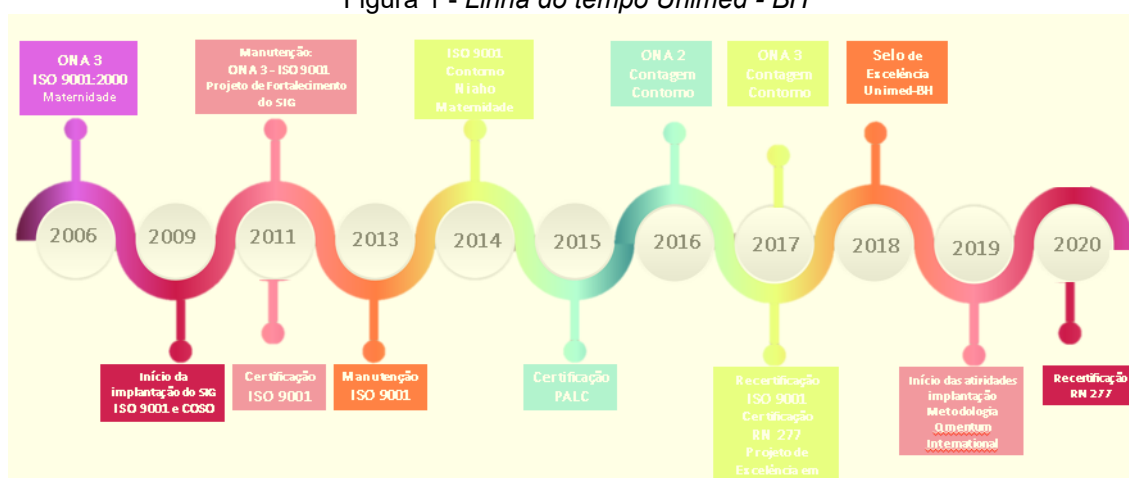 Figura 1 - Linha do tempo Unimed - BH
ONA 3
ISO 9001:2000
Maternidade
Manutenção:
ONA 3 - ISO 9001
Projeto de Fortalecimento
do SIG
ISO 9001
Contorno
Maternidade
ONA 2
Contagem
Contorno
ONA 3
Contagem
Contorno
Selo de
Excelência
Unimed-BH
2006
2009
2011
2013
2014
2015
2016
2017
2018
2019
2020
Início da
implantação do SIG
ISO 9001 e COSO
Certificação
ISO 9001
Manutenção
ISO 9001
Certificação
PALC
Recertificação
ISO 9001
Certificação
RN 277
Projeto de
Excelência em
Início das atividades
implantação
Metodologia
Qmentum
International
Recertificação
RN 277